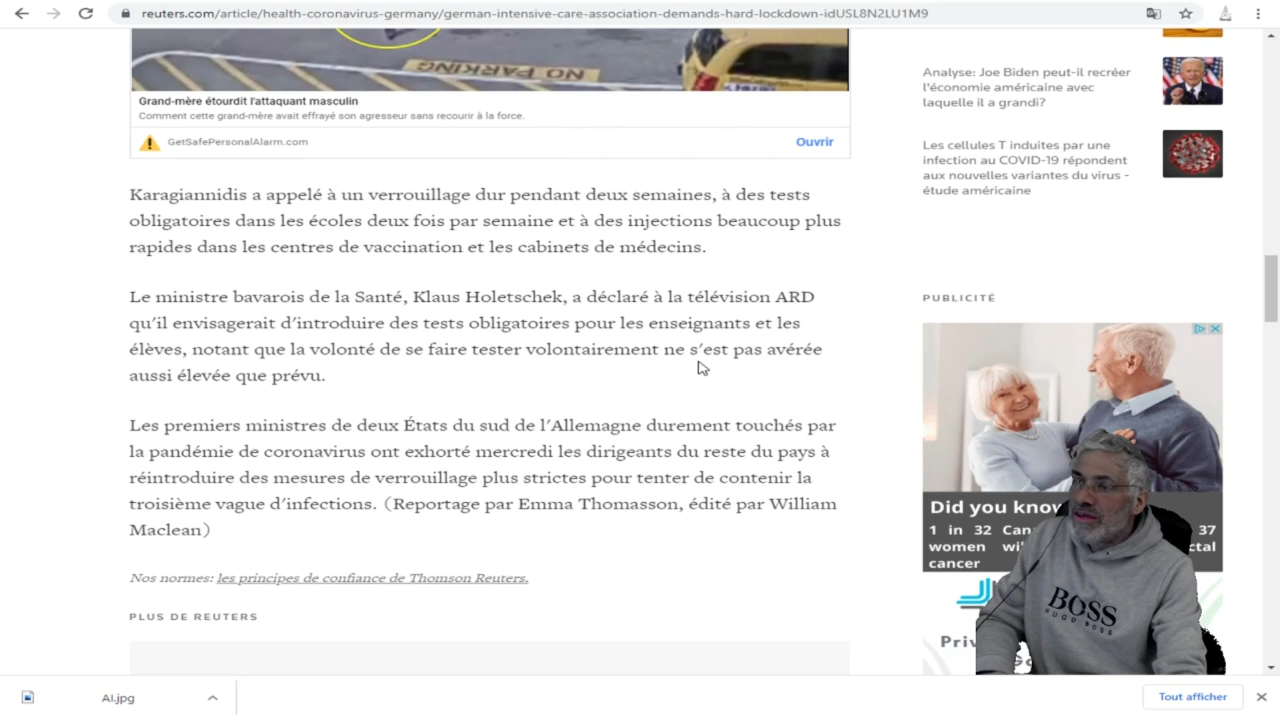 reuters.com/article/health-coronavirus-germany/german-intensive-care-association-demands-hard-lockdown-idUSL8N2LU1M9
NO PARKING
Grand-mère étourdit l'attaquant masculin
Comment cette grand-mère avait effrayé son agresseur sans recourir à la force.
GetSafePersonalAlarm.com
Ouvrir
Karagiannidis a appelé à un verrouillage dur pendant deux semaines, à des tests
obligatoires dans les écoles deux fois par semaine et à des injections beaucoup plus
rapides dans les centres de vaccination et les cabinets de médecins.
Le ministre bavarois de la Santé, Klaus Holetschek, a déclaré à la télévision ARD
qu'il envisagerait d'introduire des tests obligatoires pour les enseignants et les
élèves, notant que la volonté de se faire tester volontairement ne s'est pas avérée
aussi élevée que prévu.
Les premiers ministres de deux États du sud de l'Allemagne durement touchés par
la pandémie de coronavirus ont exhorté mercredi les dirigeants du reste du pays à
réintroduire des mesures de verrouillage plus strictes pour tenter de contenir la
troisième vague d'infections. (Reportage par Emma Thomasson, édité par William
Maclean)
Nos normes: les principes de confiance de Thomson Reuters.
PLUS DE REUTERS
Analyse: Joe Biden peut-il recréer
l'économie américaine avec
laquelle il a grandi?
Les cellules T induites par une
infection au COVID-19 répondent
aux nouvelles variantes du virus -
étude américaine
PUBLICITÉ
Did you know
1 in 32 37
women
cancer
BOSS
HUGO BOSS
AI.jpg
Tout afficher